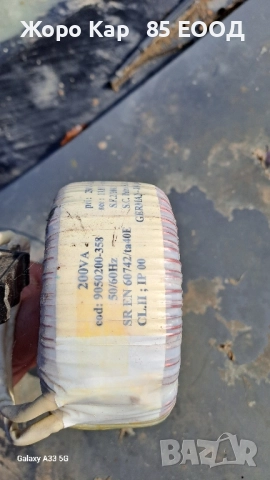 Жоро Кар 85 ЕООД
200VA
cod: 9050200-358
50/60Hz
SR EN 60742/ta40E
CL.II ; IP 00
Galaxy A33 5G
BAZAR